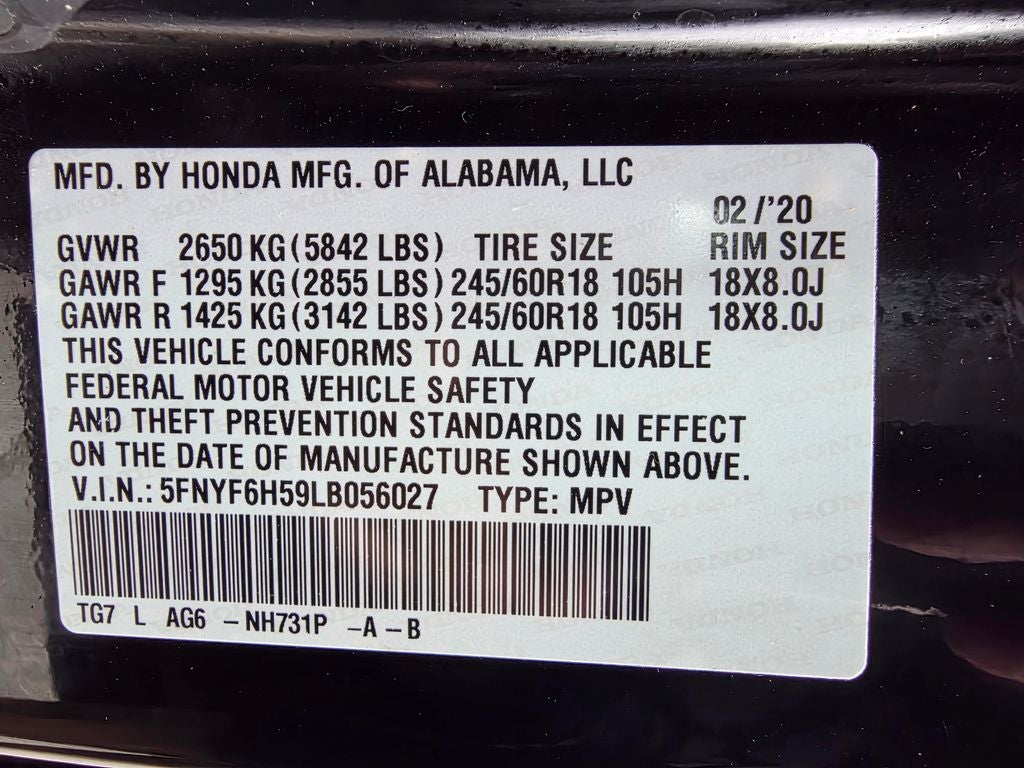 MFD. BY HONDA MFG. OF ALABAMA, LLC
02/'20
GVWR 2650 KG (5842 LBS) TIRE SIZE RIM SIZE
GAWR F 1295 KG (2855 LBS) 245/60R18 105H 18X8.0J
GAWR R 1425 KG (3142 LBS) 245/60R18 105H 18X8.0J
THIS VEHICLE CONFORMS TO ALL APPLICABLE
FEDERAL MOTOR VEHICLE SAFETY
AND THEFT PREVENTION STANDARDS IN EFFECT
ON THE DATE OF MANUFACTURE SHOWN ABOVE.
V.I.N.: 5FNYF6H59LB056027 TYPE: MPV
TG7 L AG6 -NH731P -A-B